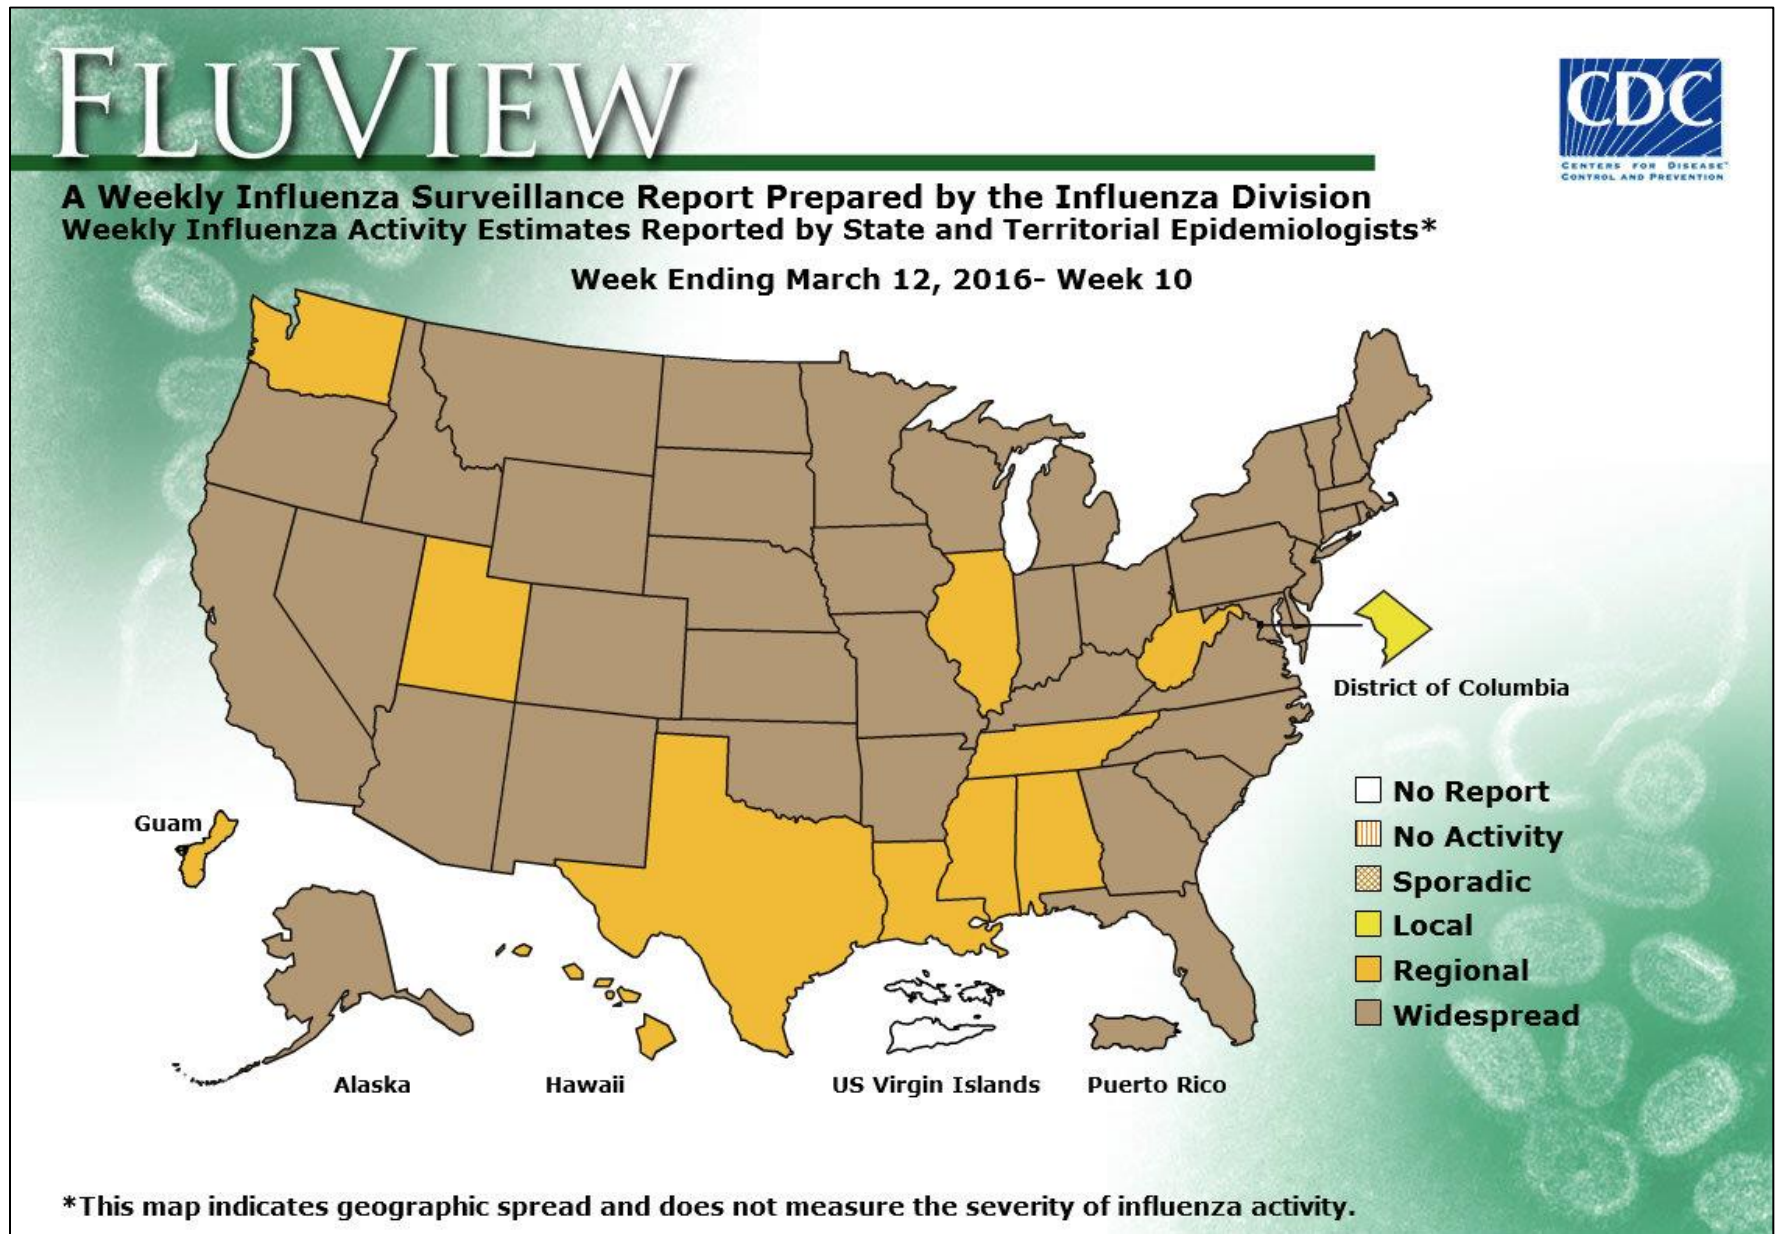 FLUVIEW
CDC
CENTERS FOR DISEASE™
CONTROL AND PREVENTION
A Weekly Influenza Surveillance Report Prepared by the Influenza Division
Weekly Influenza Activity Estimates Reported by State and Territorial Epidemiologists*
Week Ending March 12, 2016- Week 10
District of Columbia
Guam
No Report
No Activity
Sporadic
Local
Regional
Widespread
Alaska
Hawaii
US Virgin Islands
Puerto Rico
*This map indicates geographic spread and does not measure the severity of influenza activity.